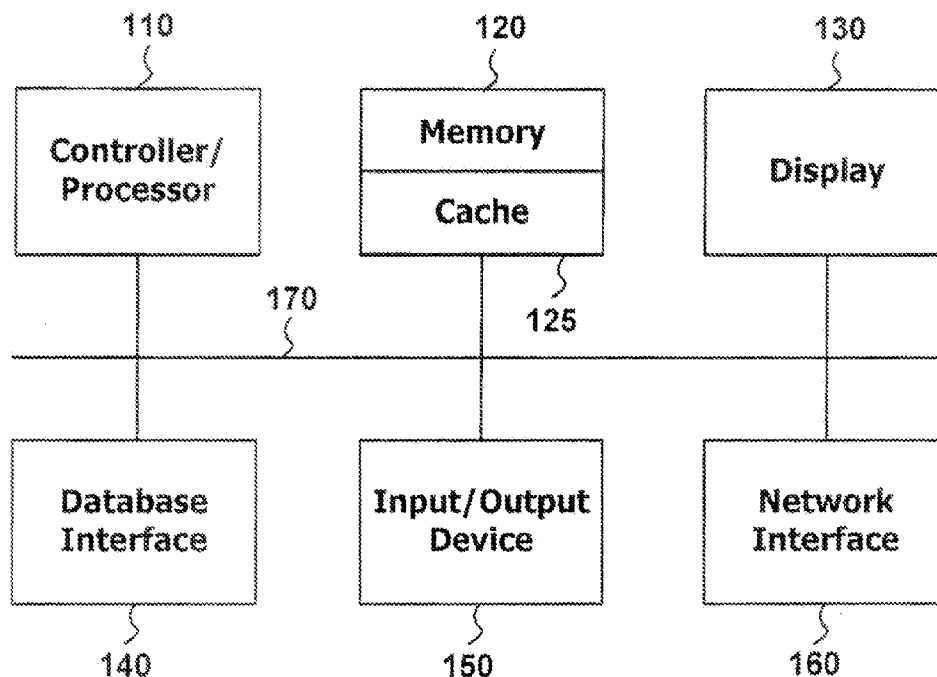 110
120
130
Controller/
Processor
Memory
Cache
Display
170
125
Database
Interface
Input/Output
Device
Network
Interface
140
150
160